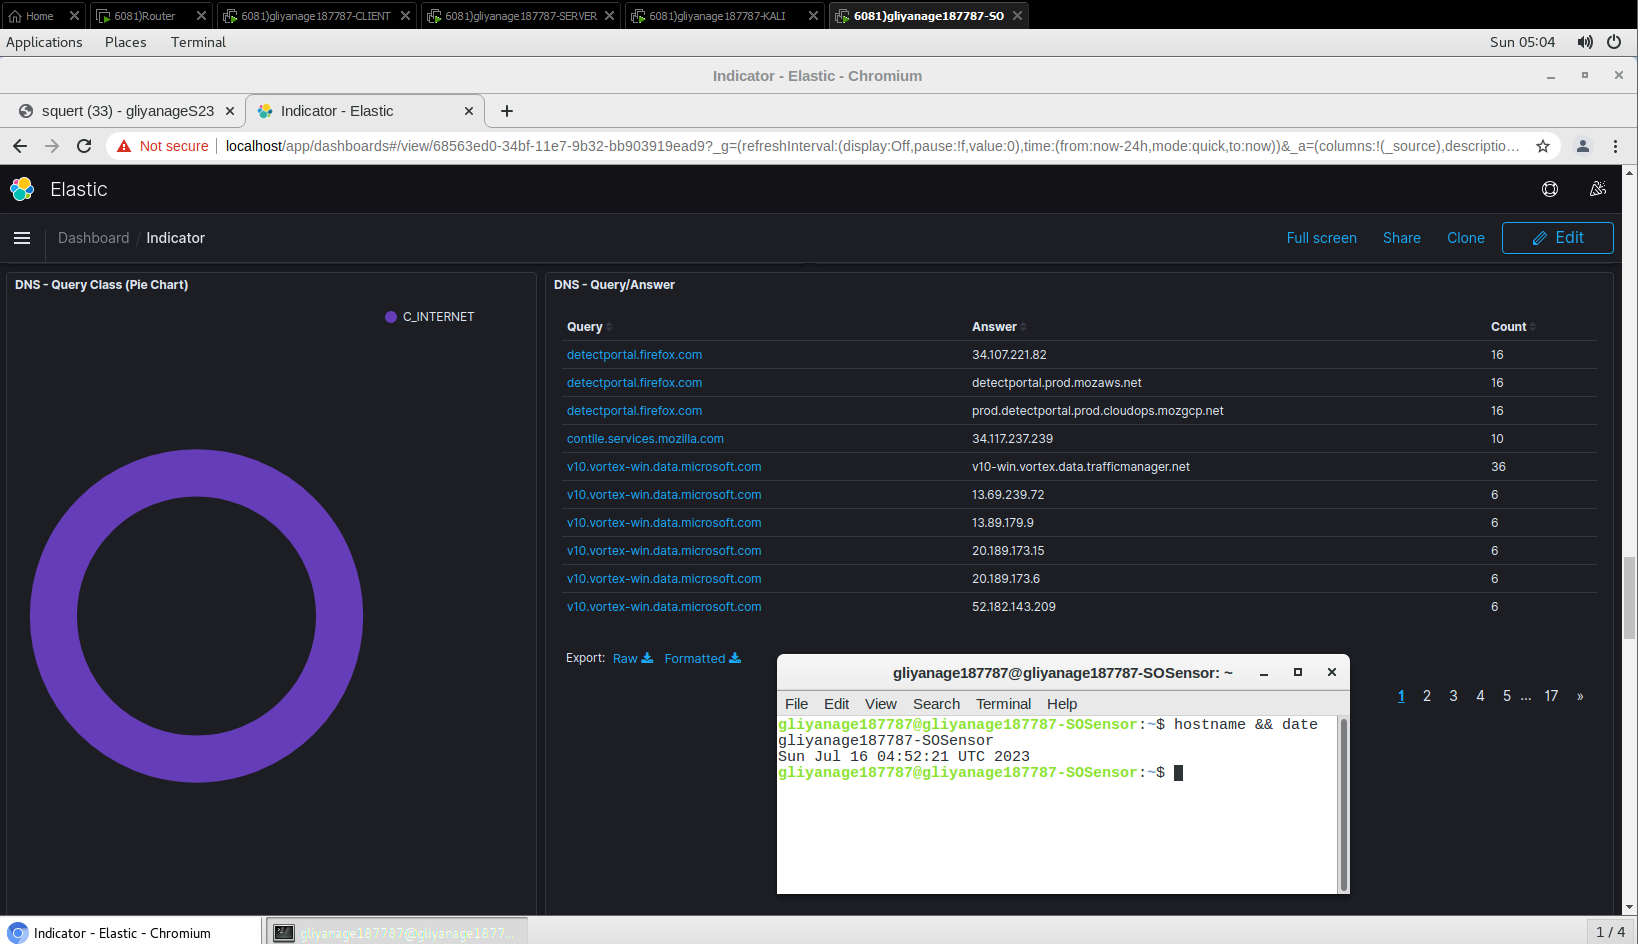 Home 6081)Router 6081)gliyanage187787-CLIENT 6081)gliyanage187787-SERVER 6081)gliyanage187787-KALI 6081)gliyanage187787-SO
Applications Places Terminal Sun 05:04
Indicator - Elastic - Chromium
squert (33) - gliyanageS23 Indicator - Elastic
Not secure localhost/app/dashboards#/view/68563ed0-34bf-11e7-9b32-bb903919ead9?_g=(refreshInterval:(display:Off,pause:!f,value:0),time:(from:now-24h,mode:quick,to:now))&_a=(columns:!(_source),descriptio...
Elastic
Dashboard / Indicator Full screen Share Clone Edit
DNS - Query Class (Pie Chart)
C_INTERNET
DNS - Query/Answer
Query Answer Count
detectportal.firefox.com 34.107.221.82 16
detectportal.firefox.com detectportal.prod.mozaws.net 16
detectportal.firefox.com prod.detectportal.prod.cloudops.mozgcp.net 16
contile.services.mozilla.com 34.117.237.239 10
v10.vortex-win.data.microsoft.com v10-win.vortex.data.trafficmanager.net 36
v10.vortex-win.data.microsoft.com 13.69.239.72 6
v10.vortex-win.data.microsoft.com 13.89.179.9 6
v10.vortex-win.data.microsoft.com 20.189.173.15 6
v10.vortex-win.data.microsoft.com 20.189.173.6 6
v10.vortex-win.data.microsoft.com 52.182.143.209 6
Export: Raw Formatted
1 2 3 4 5 ... 17 »
gliyanage187787@gliyanage187787-SOSensor: ~
File Edit View Search Terminal Help
gliyanage187787@gliyanage187787-SOSensor:~$ hostname && date
gliyanage187787-SOSensor
Sun Jul 16 04:52:21 UTC 2023
gliyanage187787@gliyanage187787-SOSensor:~$
Indicator - Elastic - Chromium gliyanage187787@gliyanage1877... 1 / 4